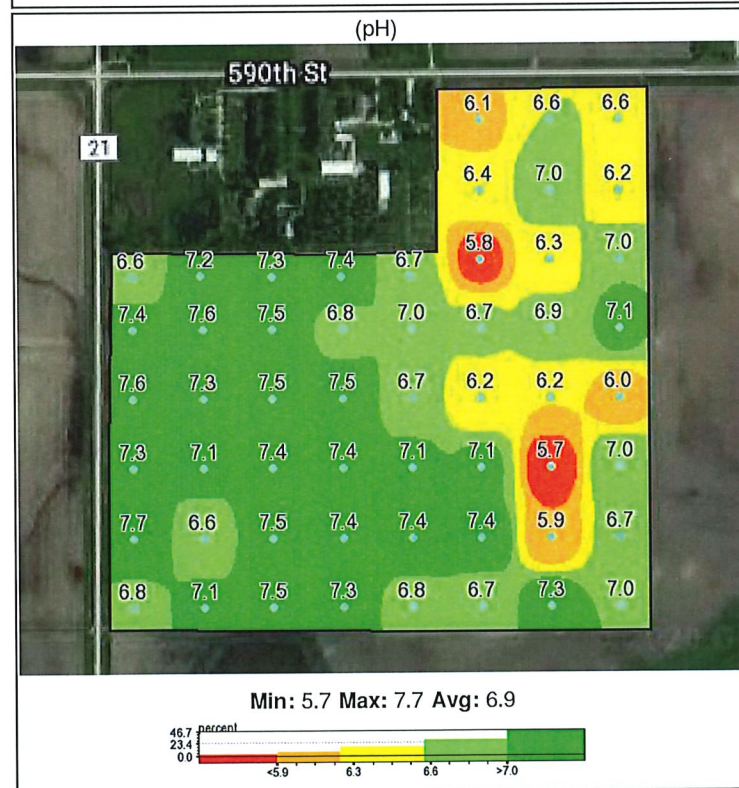 (pH)
590th St
21
6.1 6.6 6.6
6.4 7.0 6.2
5.8 6.3 7.0
6.6 7.2 7.3 7.4 6.7
7.4 7.6 7.5 6.8 7.0 6.7 6.9 7.1
7.6 7.3 7.5 7.5 6.7 6.2 6.2 6.0
7.3 7.1 7.4 7.4 7.1 7.1 5.7 7.0
7.7 6.6 7.5 7.4 7.4 7.4 5.9 6.7
6.8 7.1 7.5 7.3 6.8 6.7 7.3 7.0
Min: 5.7 Max: 7.7 Avg: 6.9
percent
46.7
23.4
0.0
<5.9 6.3 6.6 >7.0